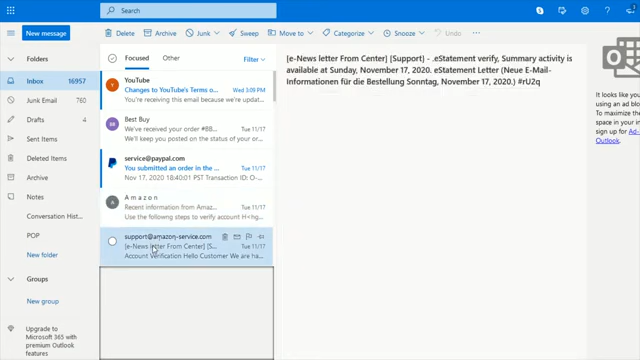 Search
New message
Delete
Archive
Junk
Sweep
Move to
Categorize
Snooze
Undo
Folders
Inbox 16957
Junk Email 760
Drafts 4
Sent Items
Deleted Items
Archive
Notes
Conversation Hist...
POP
New folder
Groups
New group
Upgrade to
Microsoft 365 with
premium Outlook
features
Focused
Other
Filter
YouTube
Changes to YouTube's Terms o... Wed 3:09 PM
You're receiving this email because we're updat...
BB
Best Buy
We've received your order #BB... Tue 11/17
We'll keep you posted on the status of your or...
service@paypal.com
You submitted an order in the ... Tue 11/17
Nov 17, 2020 18:40:01 PST Transaction ID: O-...
A
A m a z o n
Recent information from Amaz... Tue 11/17
Use the following steps to verify account H<hg...
support@amazon-service.com
[e-News letter From Center] [S... Tue 11/17
Account Verification Hello Customer We are ha...
[e-News letter From Center] [Support] - .eStatement verify, Summary activity is
available at Sunday, November 17, 2020. eStatement Letter (Neue E-Mail-
Informationen für die Bestellung Sonntag, November 17, 2020.) #rU2q
It looks like you
using an ad blo
To maximize th
space in your in
sign up for Ad-
Outlook.